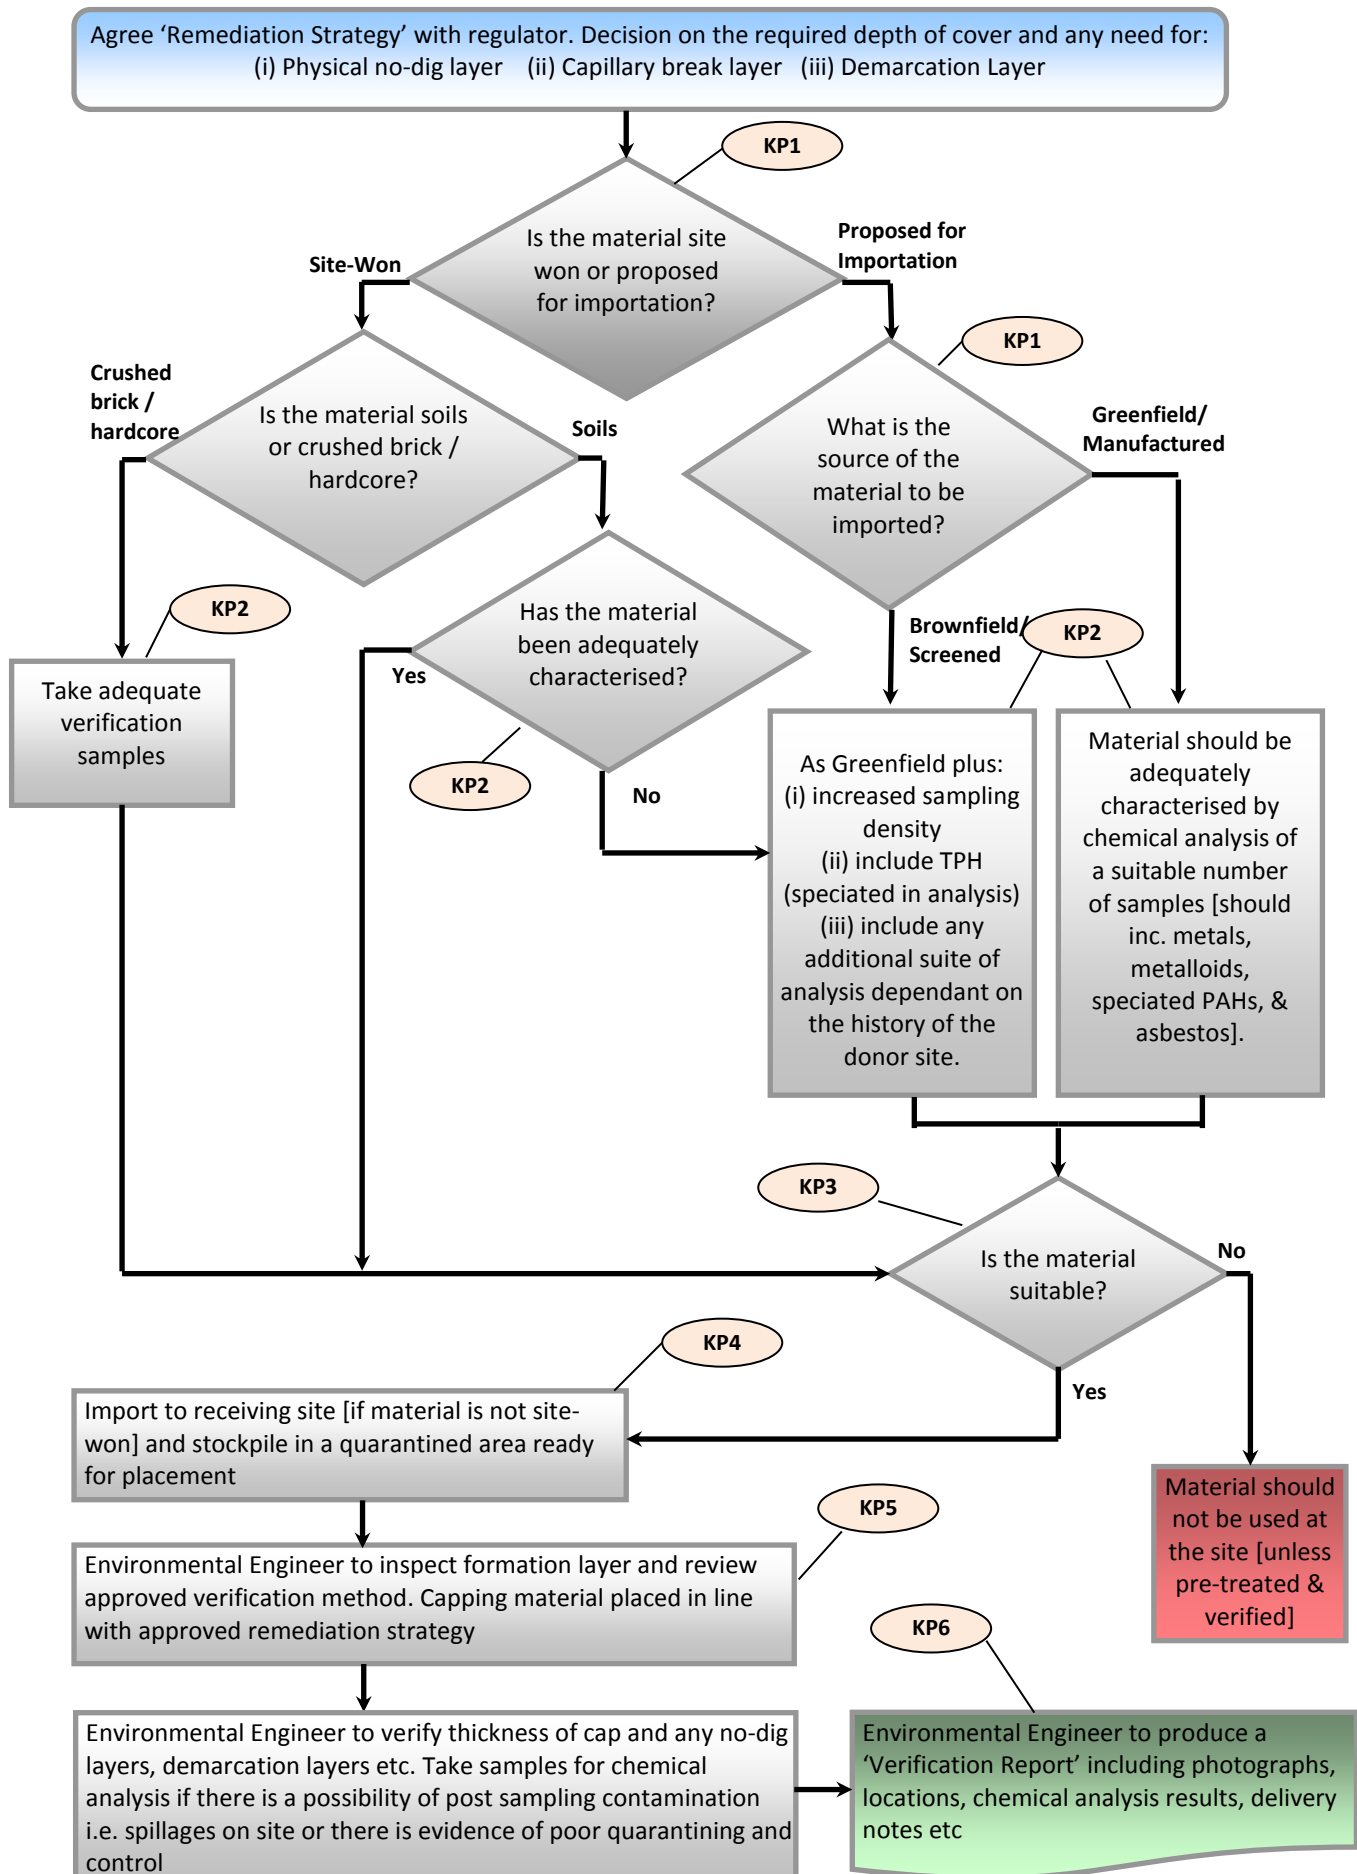 Agree ‘Remediation Strategy’ with regulator. Decision on the required depth of cover and any need for:
(i) Physical no-dig layer    (ii) Capillary break layer   (iii) Demarcation Layer
KP1
Is the material site
won or proposed
for importation?
Site-Won
Proposed for
Importation
KP1
Crushed
brick /
hardcore
Is the material soils
or crushed brick /
hardcore?
Soils
What is the
source of the
material to be
imported?
Greenfield/
Manufactured
KP2
Has the material
been adequately
characterised?
Yes
KP2
No
Brownfield/
Screened
KP2
Take adequate
verification
samples
As Greenfield plus:
(i) increased sampling
density
(ii) include TPH
(speciated in analysis)
(iii) include any
additional suite of
analysis dependant on
the history of the
donor site.
Material should be
adequately
characterised by
chemical analysis of
a suitable number
of samples [should
inc. metals,
metalloids,
speciated PAHs, &
asbestos].
KP3
Is the material
suitable?
No
Yes
KP4
Import to receiving site [if material is not site-
won] and stockpile in a quarantined area ready
for placement
Material should
not be used at
the site [unless
pre-treated &
verified]
KP5
Environmental Engineer to inspect formation layer and review
approved verification method. Capping material placed in line
with approved remediation strategy
KP6
Environmental Engineer to verify thickness of cap and any no-dig
layers, demarcation layers etc. Take samples for chemical
analysis if there is a possibility of post sampling contamination
i.e. spillages on site or there is evidence of poor quarantining and
control
Environmental Engineer to produce a
‘Verification Report’ including photographs,
locations, chemical analysis results, delivery
notes etc